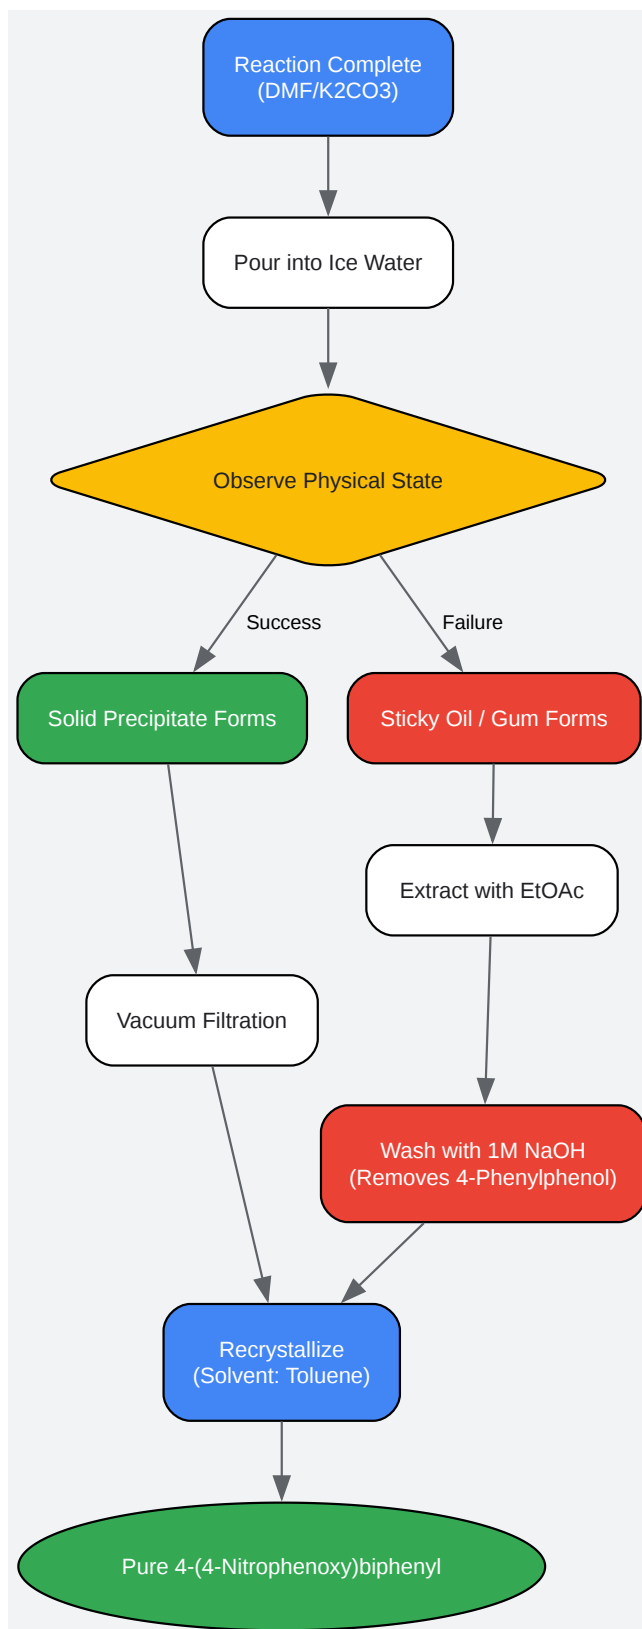 Reaction Complete
(DMF/K2CO3)
Pour into Ice Water
Observe Physical State
Success
Failure
Solid Precipitate Forms
Sticky Oil / Gum Forms
Extract with EtOAc
Vacuum Filtration
Wash with 1M NaOH
(Removes 4-Phenylphenol)
Recrystallize
(Solvent: Toluene)
Pure 4-(4-Nitrophenoxy)biphenyl